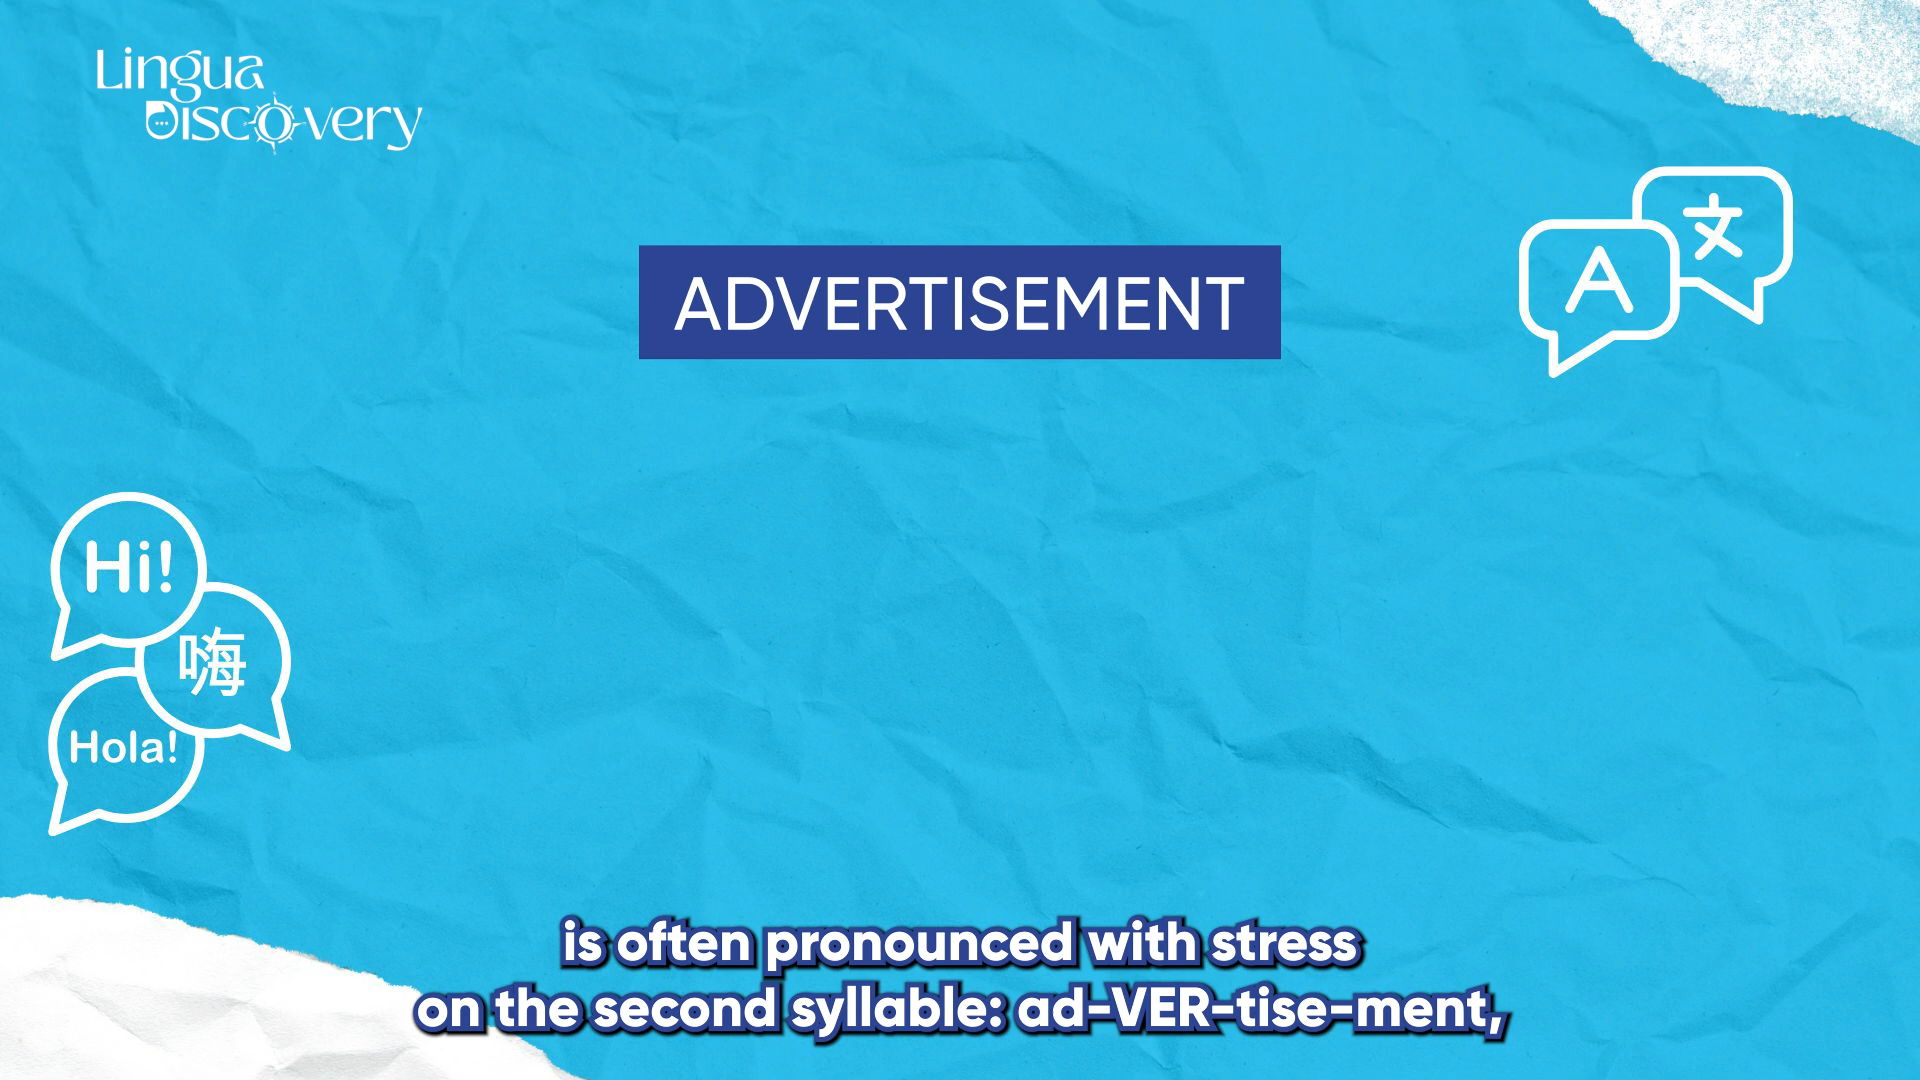 Lingua
Discovery
文
A
ADVERTISEMENT
Hi!
嗨
Hola!
is often pronounced with stress
on the second syllable: ad-VER-tise-ment,